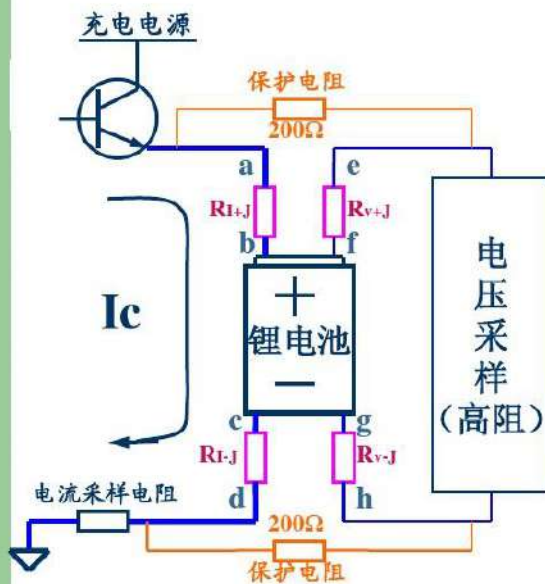 充电电源
保护电阻
200Ω
a
e
RI+J
Rv+J
b
f
Ic
+
锂电池
−
电压采样(高阻)
c
g
RI-J
Rv-J
d
h
电流采样电阻
200Ω
保护电阻